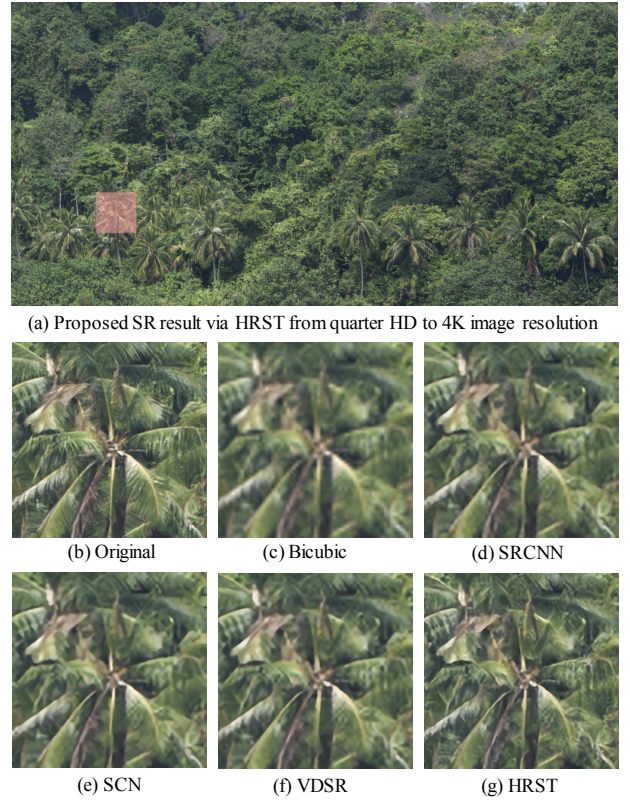 (a) Proposed SR result via HRST from quarter HD to 4K image resolution
(b) Original
(c) Bicubic
(d) SRCNN
(e) SCN
(f) VDSR
(g) HRST